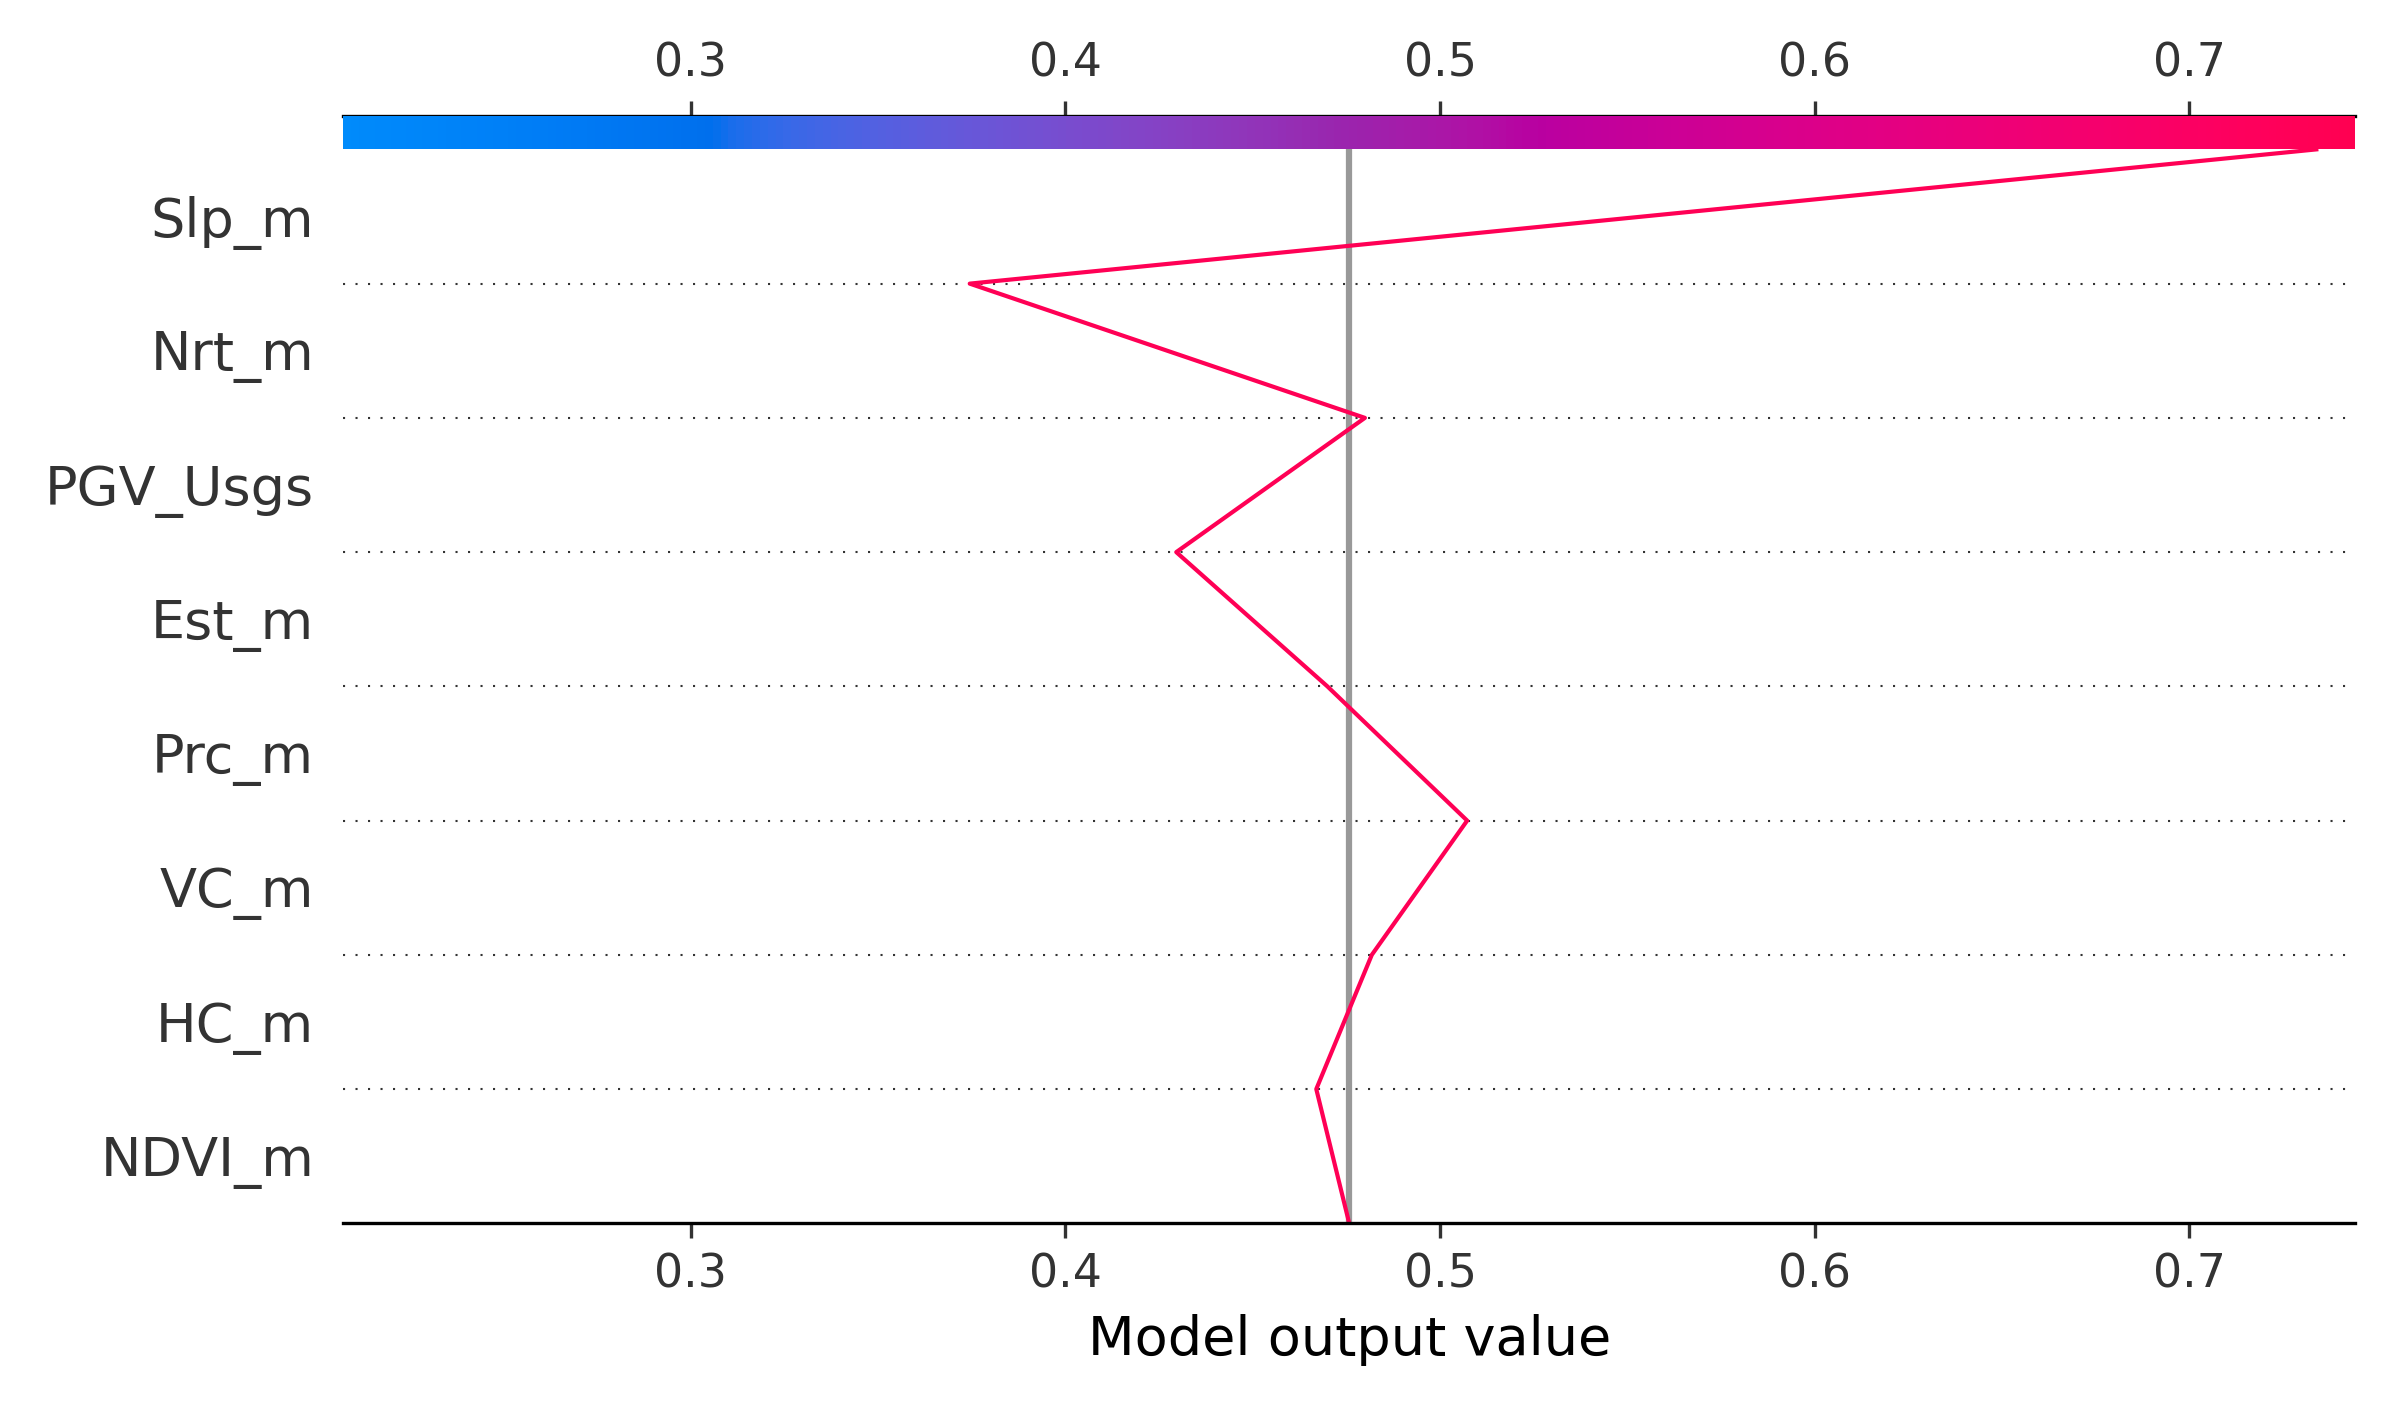 0.3 0.4 0.5 0.6 0.7
Slp_m
Nrt_m
PGV_Usgs
Est_m
Prc_m
VC_m
HC_m
NDVI_m
0.3 0.4 0.5 0.6 0.7
Model output value